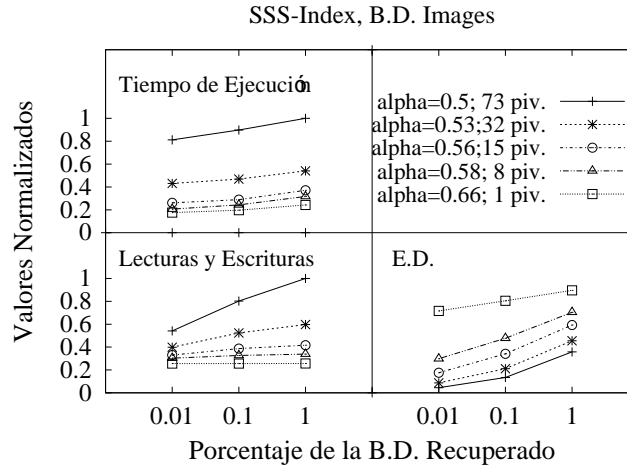 SSS-Index, B.D. Images
Valores Normalizados
Tiempo de Ejecución
1
0.8
0.6
0.4
0.2
0
alpha=0.5; 73 piv.
alpha=0.53;32 piv.
alpha=0.56;15 piv.
alpha=0.58; 8 piv.
alpha=0.66; 1 piv.
Lecturas y Escrituras
E.D.
1
0.8
0.6
0.4
0.2
0
0.01 0.1 1 0.01 0.1 1
Porcentaje de la B.D. Recuperado